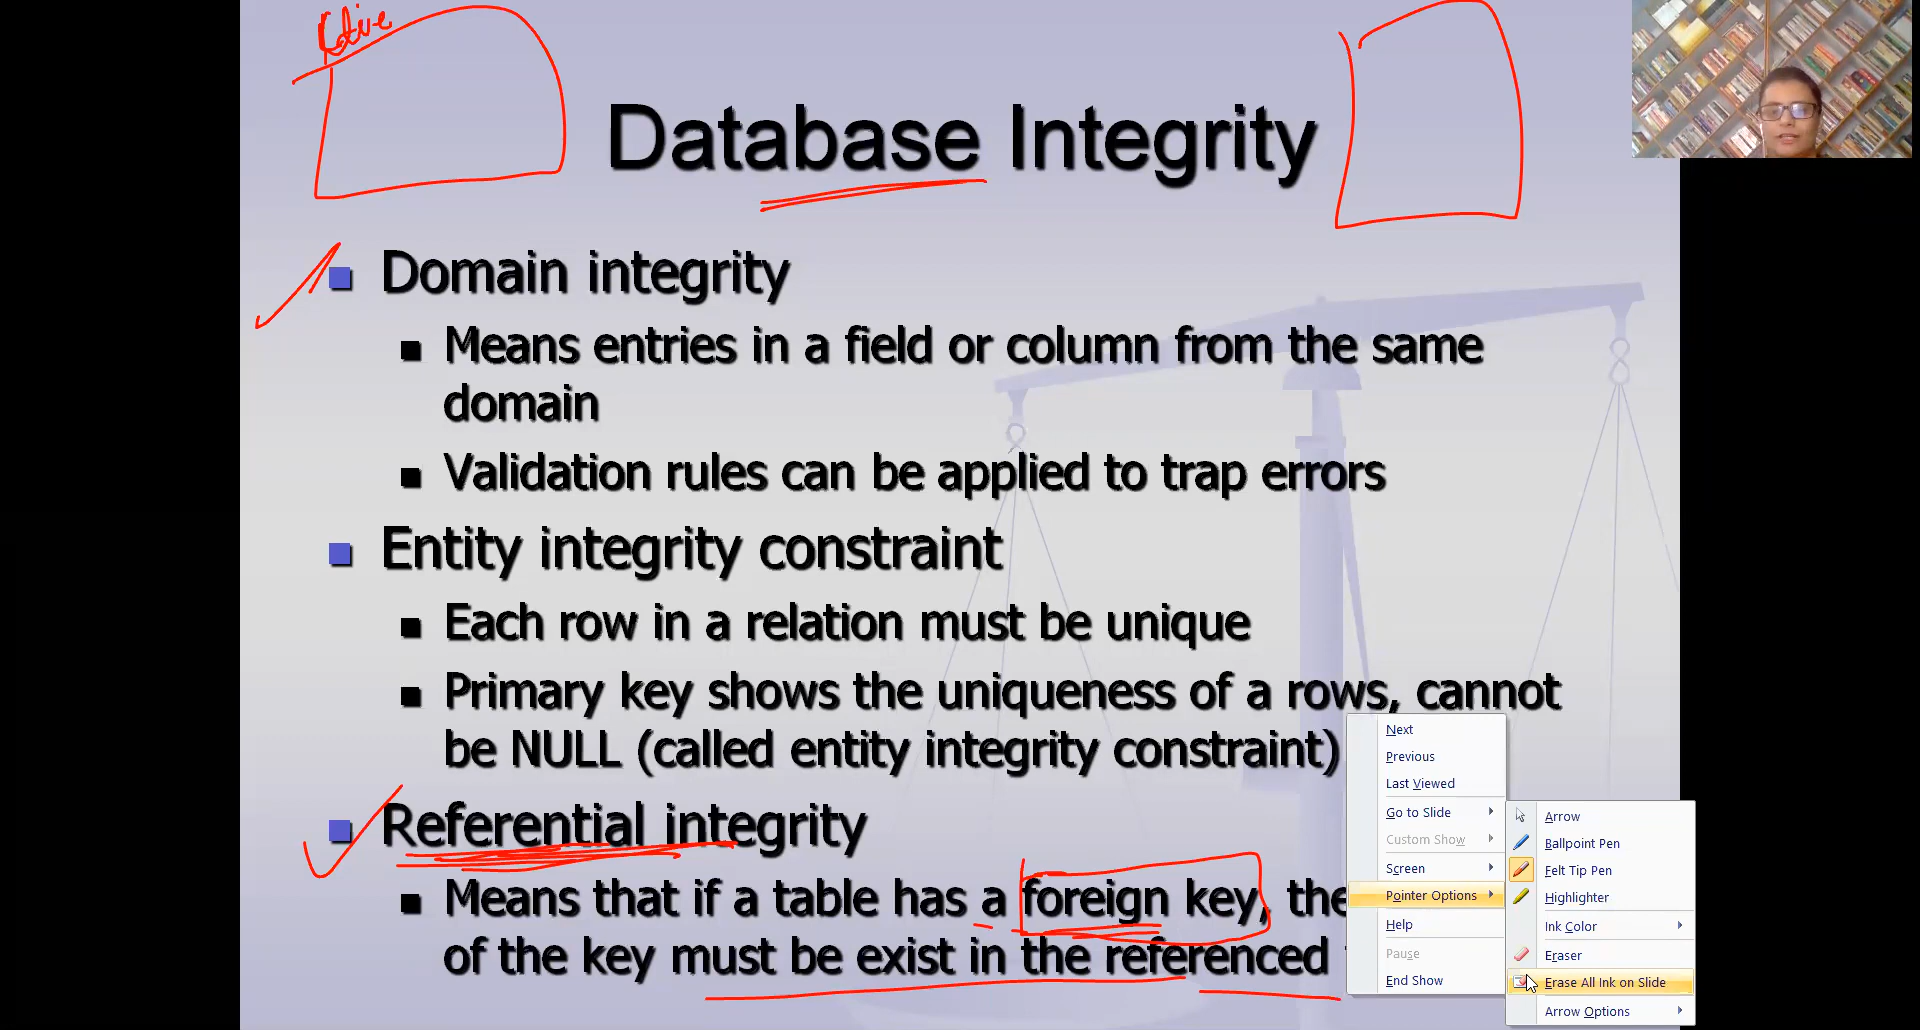 Database Integrity
Domain integrity
Means entries in a field or column from the same
domain
Validation rules can be applied to trap errors
Entity integrity constraint
Each row in a relation must be unique
Primary key shows the uniqueness of a rows, cannot
be NULL (called entity integrity constraint)
Referential integrity
Means that if a table has a foreign key, the
of the key must be exist in the referenced
Next
Previous
Last Viewed
Go to Slide
Custom Show
Screen
Pointer Options
Help
Pause
End Show
Arrow
Ballpoint Pen
Felt Tip Pen
Highlighter
Ink Color
Eraser
Erase All Ink on Slide
Arrow Options